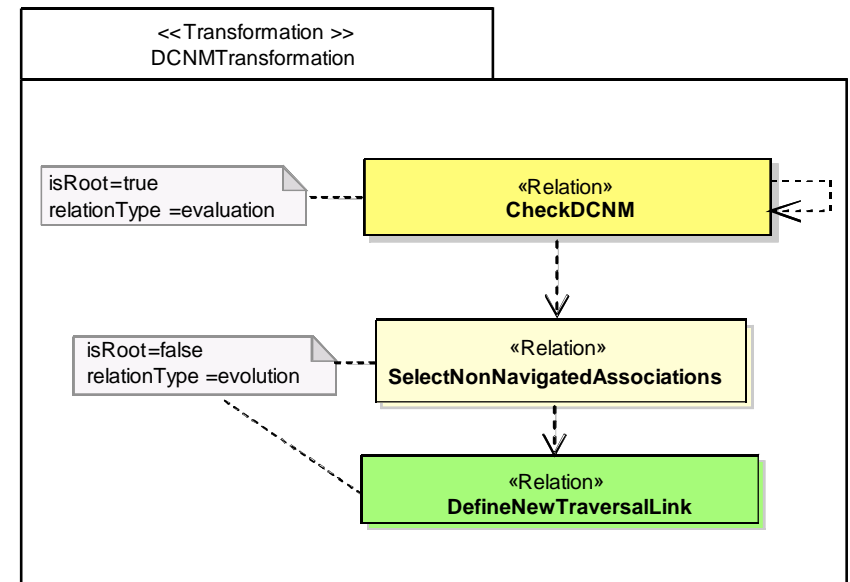 <<Transformation >>
DCNMTransformation
isRoot=true
relationType =evaluation
«Relation»
CheckDCNM
isRoot=false
relationType =evolution
«Relation»
SelectNonNavigatedAssociations
«Relation»
DefineNewTraversalLink